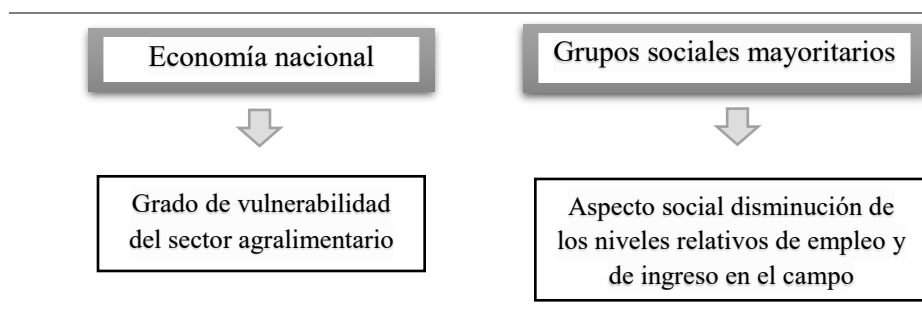 Economía nacional
Grupos sociales mayoritarios
Grado de vulnerabilidad
del sector agralimentario
Aspecto social disminución de
los niveles relativos de empleo y
de ingreso en el campo